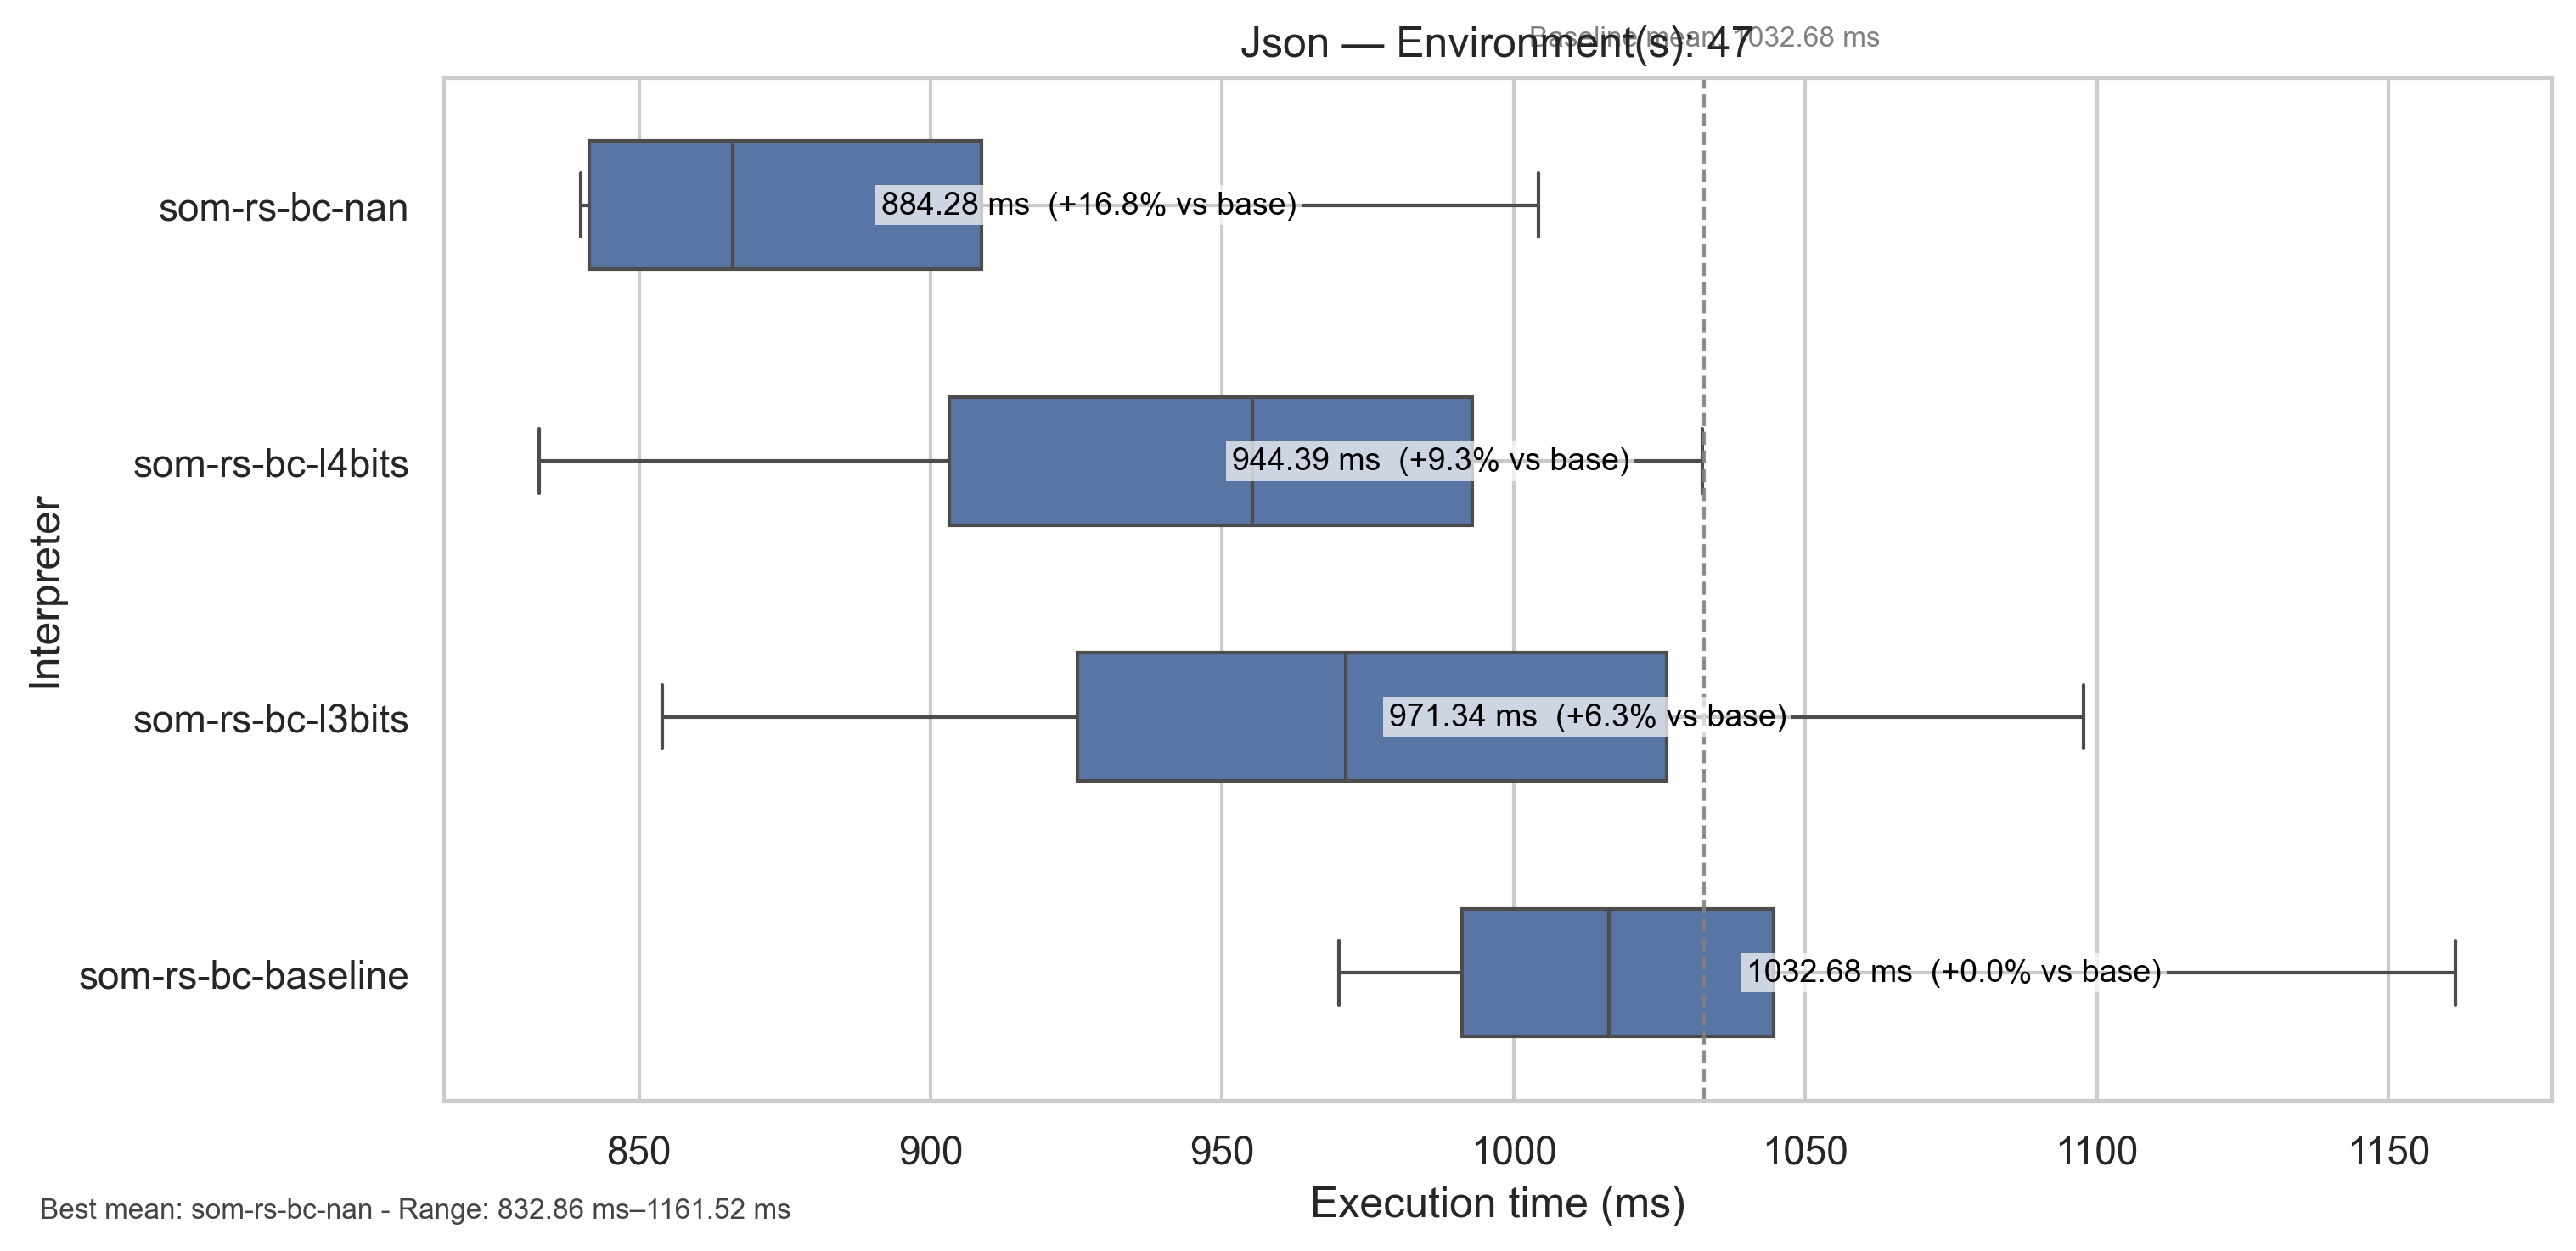 Json — Environment(s): 47
Baseline mean: 1032.68 ms
som-rs-bc-nan
884.28 ms (+16.8% vs base)
som-rs-bc-l4bits
944.39 ms (+9.3% vs base)
som-rs-bc-l3bits
971.34 ms (+6.3% vs base)
som-rs-bc-baseline
1032.68 ms (+0.0% vs base)
Interpreter
850 900 950 1000 1050 1100 1150
Execution time (ms)
Best mean: som-rs-bc-nan - Range: 832.86 ms–1161.52 ms